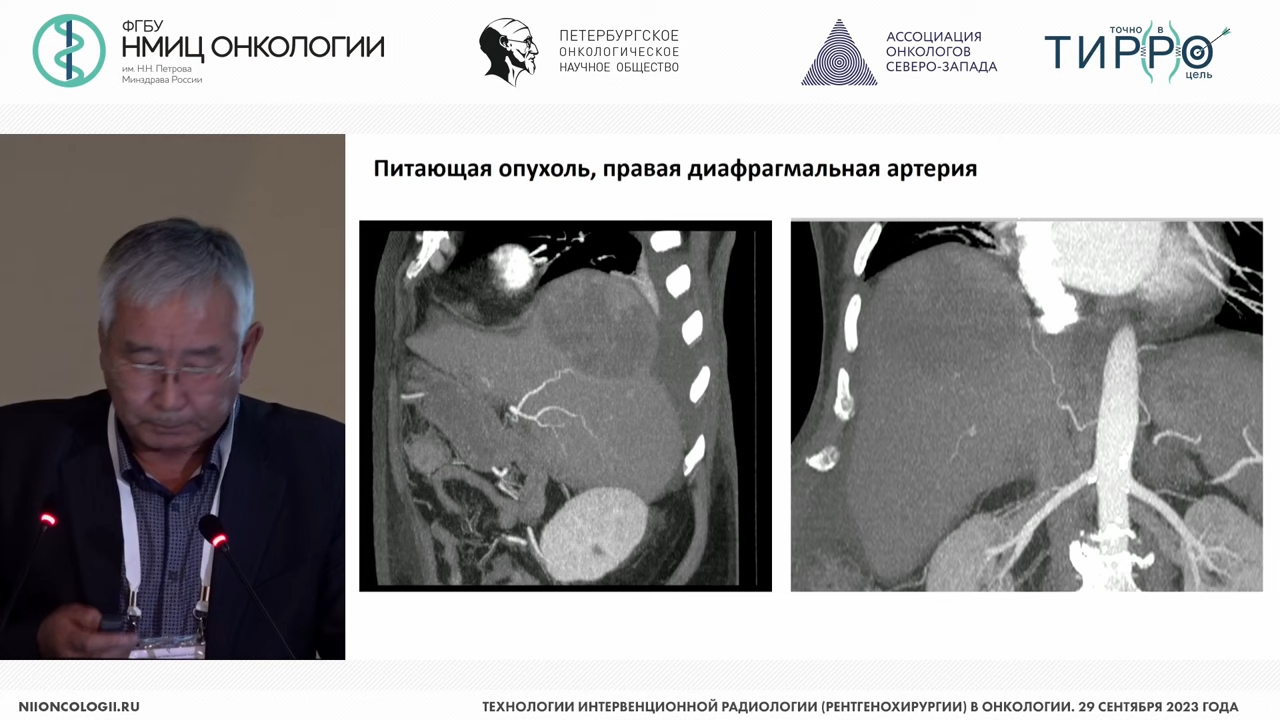 ФГБУ
НМИЦ ОНКОЛОГИИ
им. Н.Н. Петрова
Минздрава России
ПЕТЕРБУРГСКОЕ
ОНКОЛОГИЧЕСКОЕ
НАУЧНОЕ ОБЩЕСТВО
АССОЦИАЦИЯ
ОНКОЛОГОВ
СЕВЕРО-ЗАПАДА
ТОЧНО В
ТИРРО
цель
Питающая опухоль, правая диафрагмальная артерия
NIIONCOLOGII.RU
ТЕХНОЛОГИИ ИНТЕРВЕНЦИОННОЙ РАДИОЛОГИИ (РЕНТГЕНОХИРУРГИИ) В ОНКОЛОГИИ. 29 СЕНТЯБРЯ 2023 ГОДА